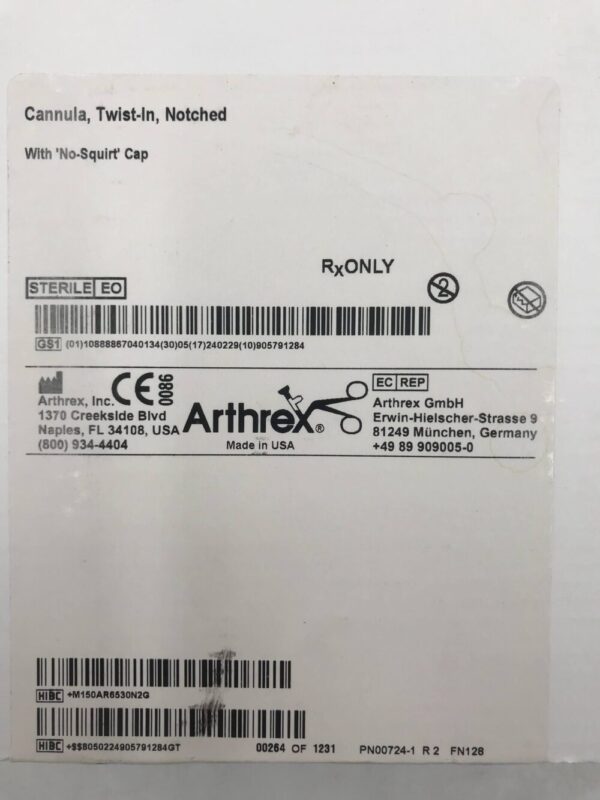 Cannula, Twist-In, Notched
With 'No-Squirt' Cap
RxONLY
STERILE EO
2
GS1 (01)10888867040134(30)05(17)240229(10)905791284
Arthrex, Inc.
1370 Creekside Blvd
Naples, FL 34108, USA
(800) 934-4404
CE 0086
Arthrex®
Made in USA
EC REP
Arthrex GmbH
Erwin-Hielscher-Strasse 9
81249 München, Germany
+49 89 909005-0
HIBC +M150AR6530N2G
HIBC +$$8050224905791284GT 00264 OF 1231 PN00724-1 R 2 FN128